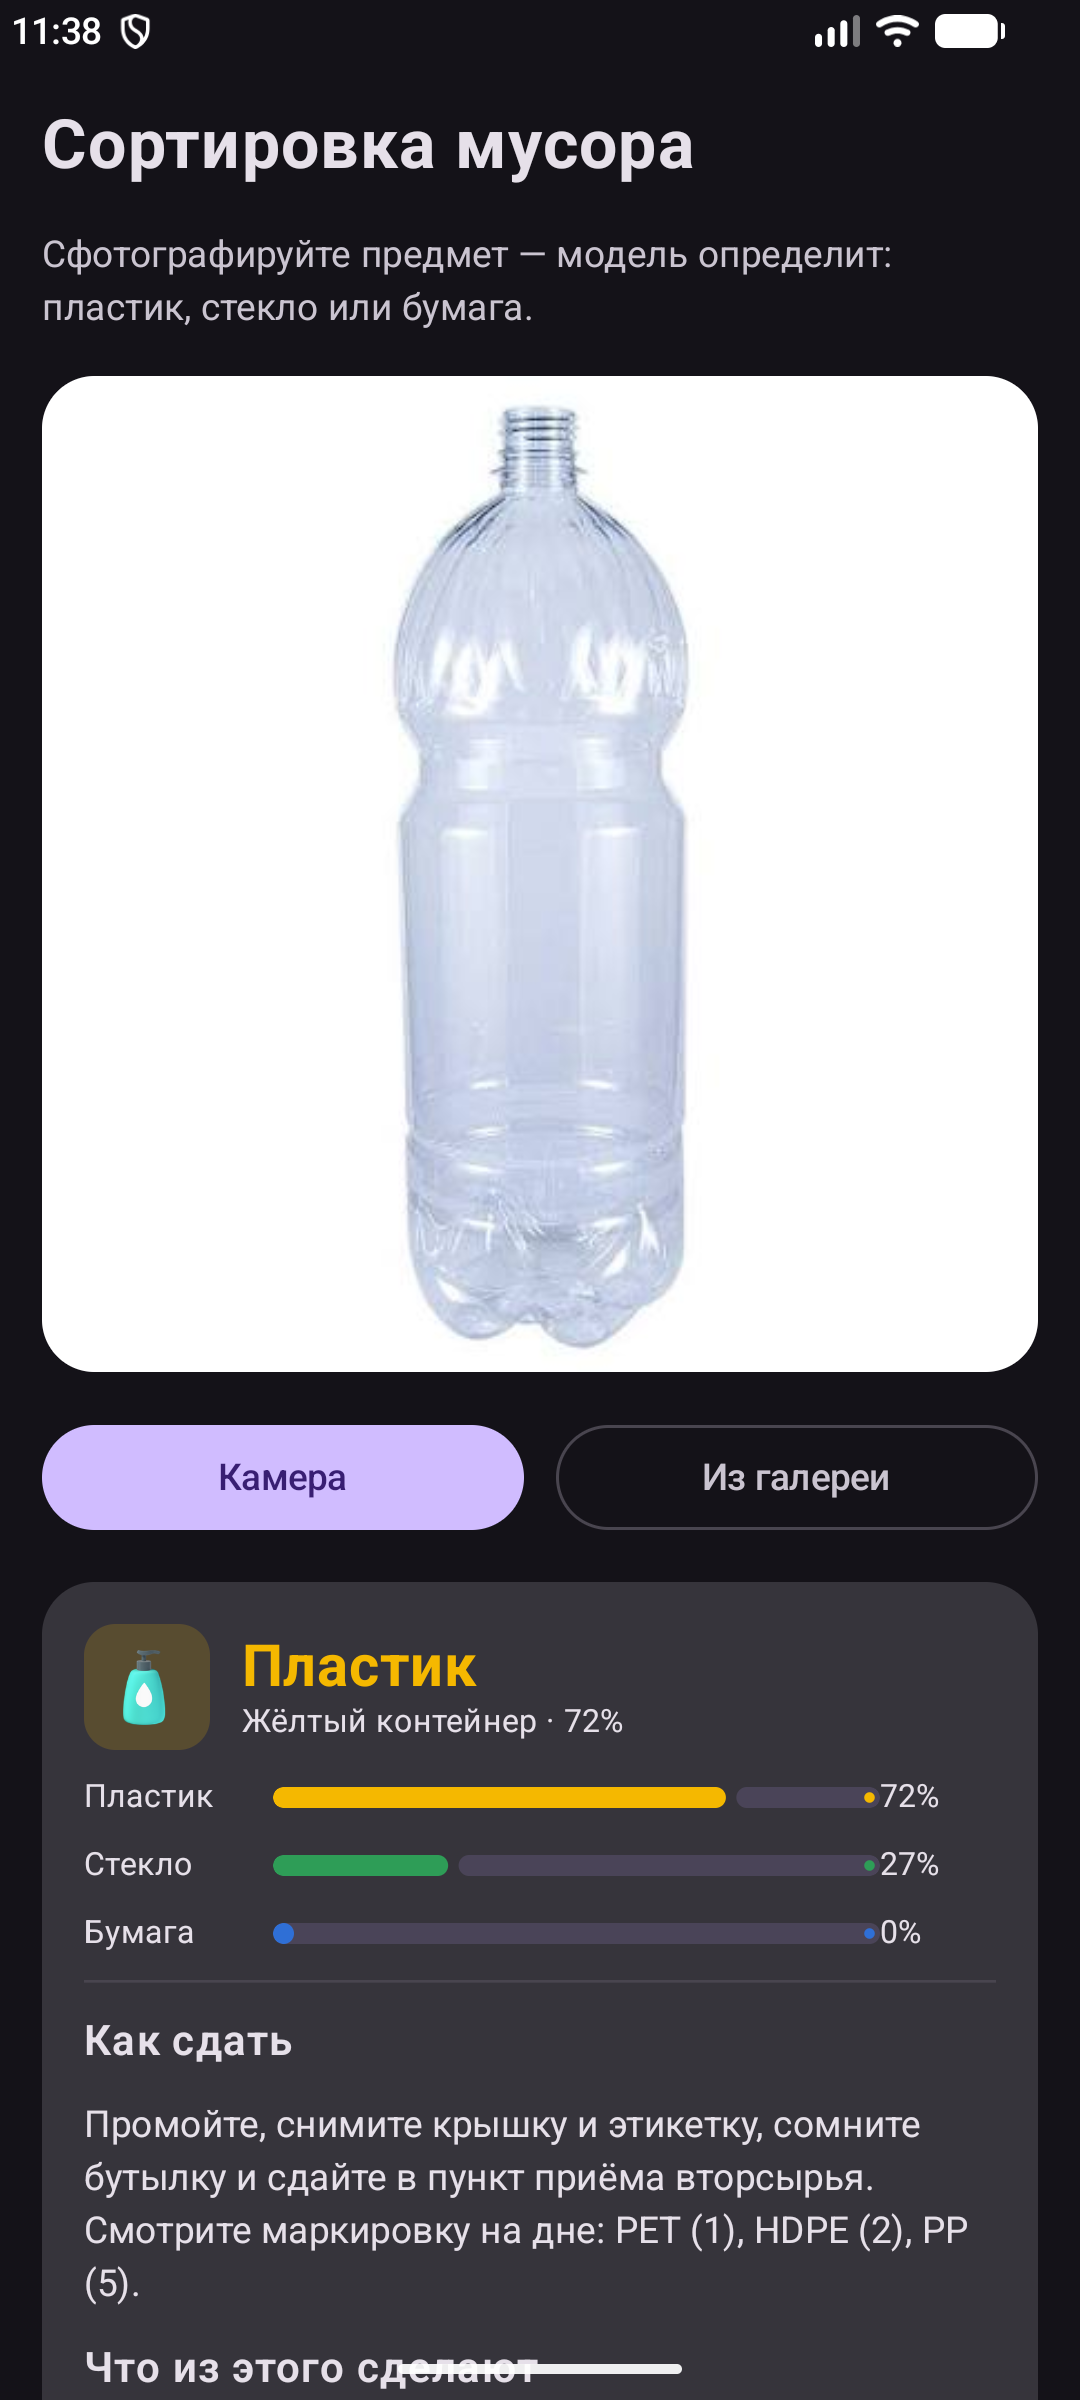 11:38
Сортировка мусора
Сфотографируйте предмет — модель определит:
пластик, стекло или бумага.
Камера
Из галереи
Пластик
Жёлтый контейнер · 72%
Пластик 72%
Стекло 27%
Бумага 0%
Как сдать
Промойте, снимите крышку и этикетку, сомните
бутылку и сдайте в пункт приёма вторсырья.
Смотрите маркировку на дне: PET (1), HDPE (2), PP
(5).
Что из этого сделают